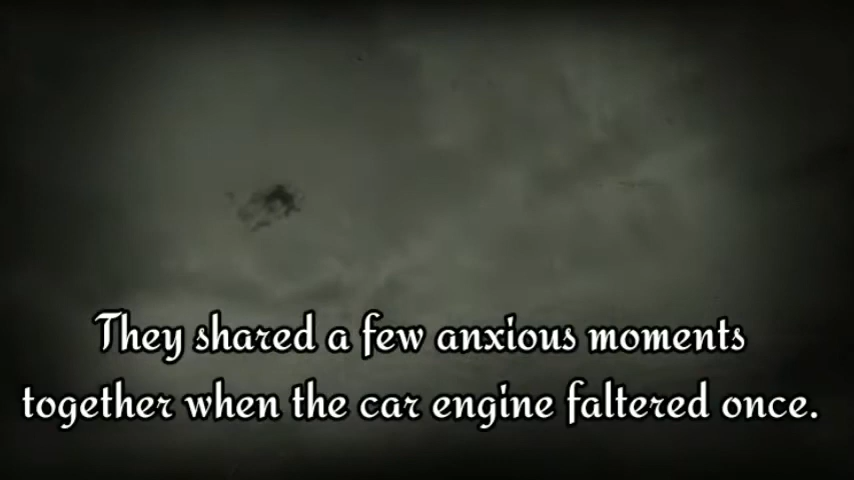 They shared a few anxious moments
together when the car engine faltered once.